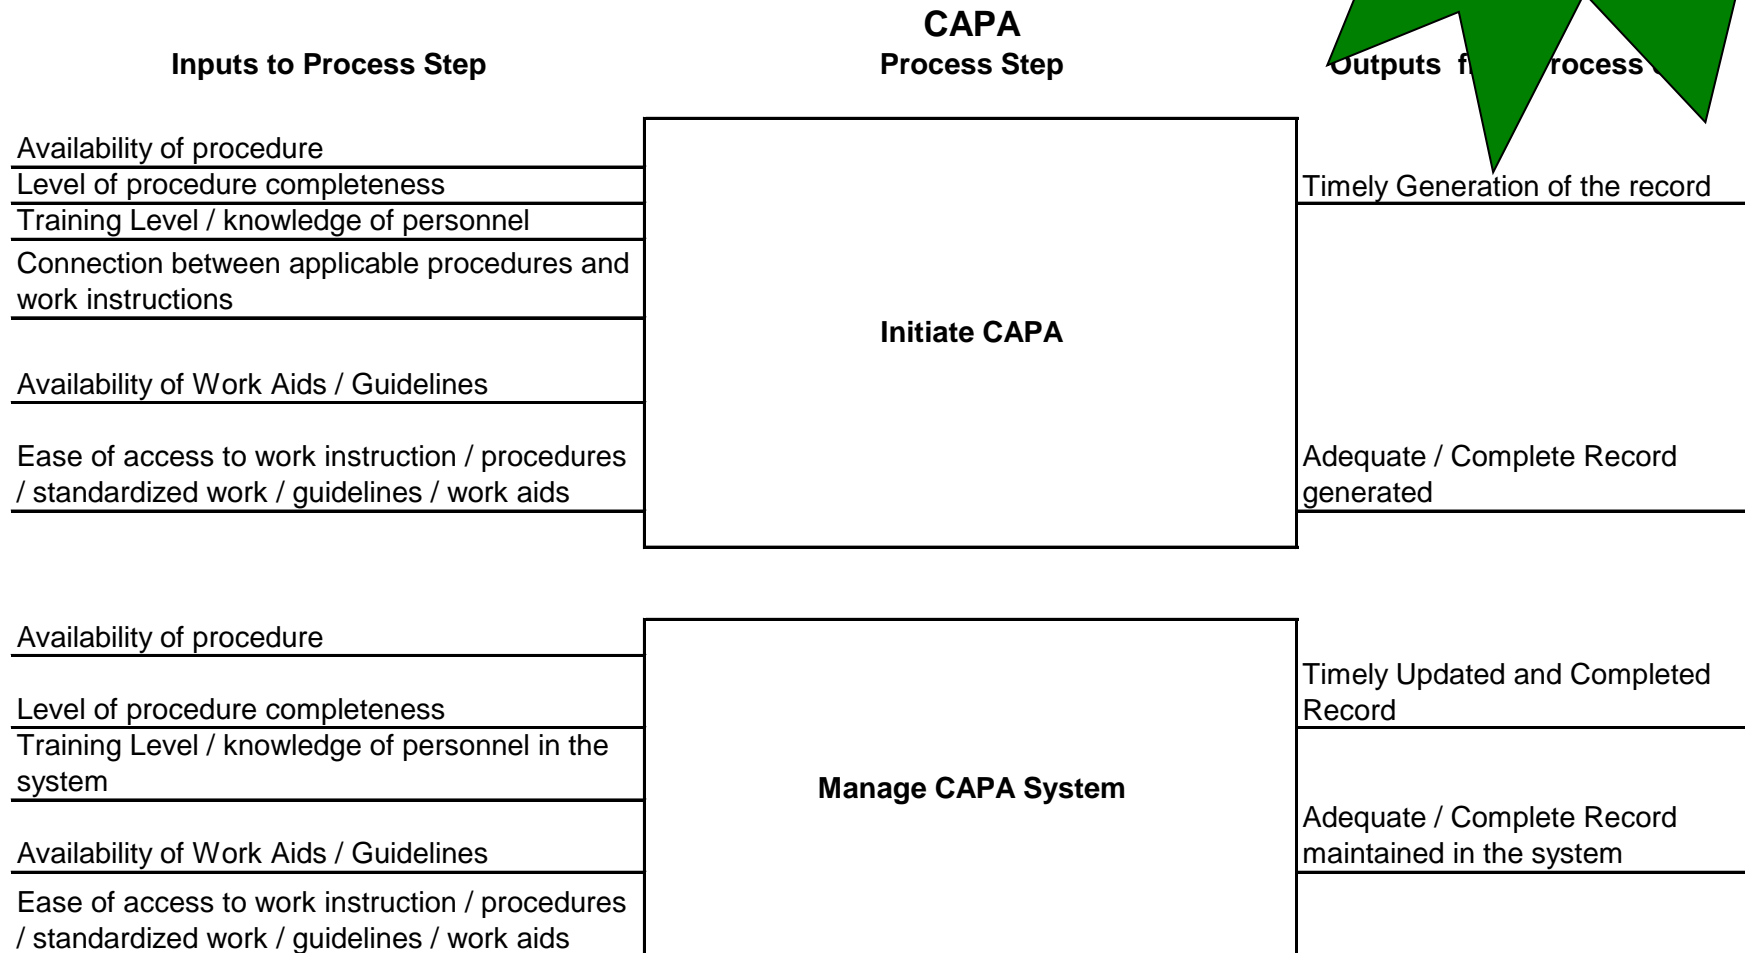 CAPA
Inputs to Process Step
Process Step
Outputs
Availability of procedure
Level of procedure completeness
Training Level / knowledge of personnel
Connection between applicable procedures and
work instructions
Availability of Work Aids / Guidelines
Ease of access to work instruction / procedures
/ standardized work / guidelines / work aids
Initiate CAPA
Timely Generation of the record
Adequate / Complete Record
generated
Availability of procedure
Level of procedure completeness
Training Level / knowledge of personnel in the
system
Availability of Work Aids / Guidelines
Ease of access to work instruction / procedures
/ standardized work / guidelines / work aids
Manage CAPA System
Timely Updated and Completed
Record
Adequate / Complete Record
maintained in the system